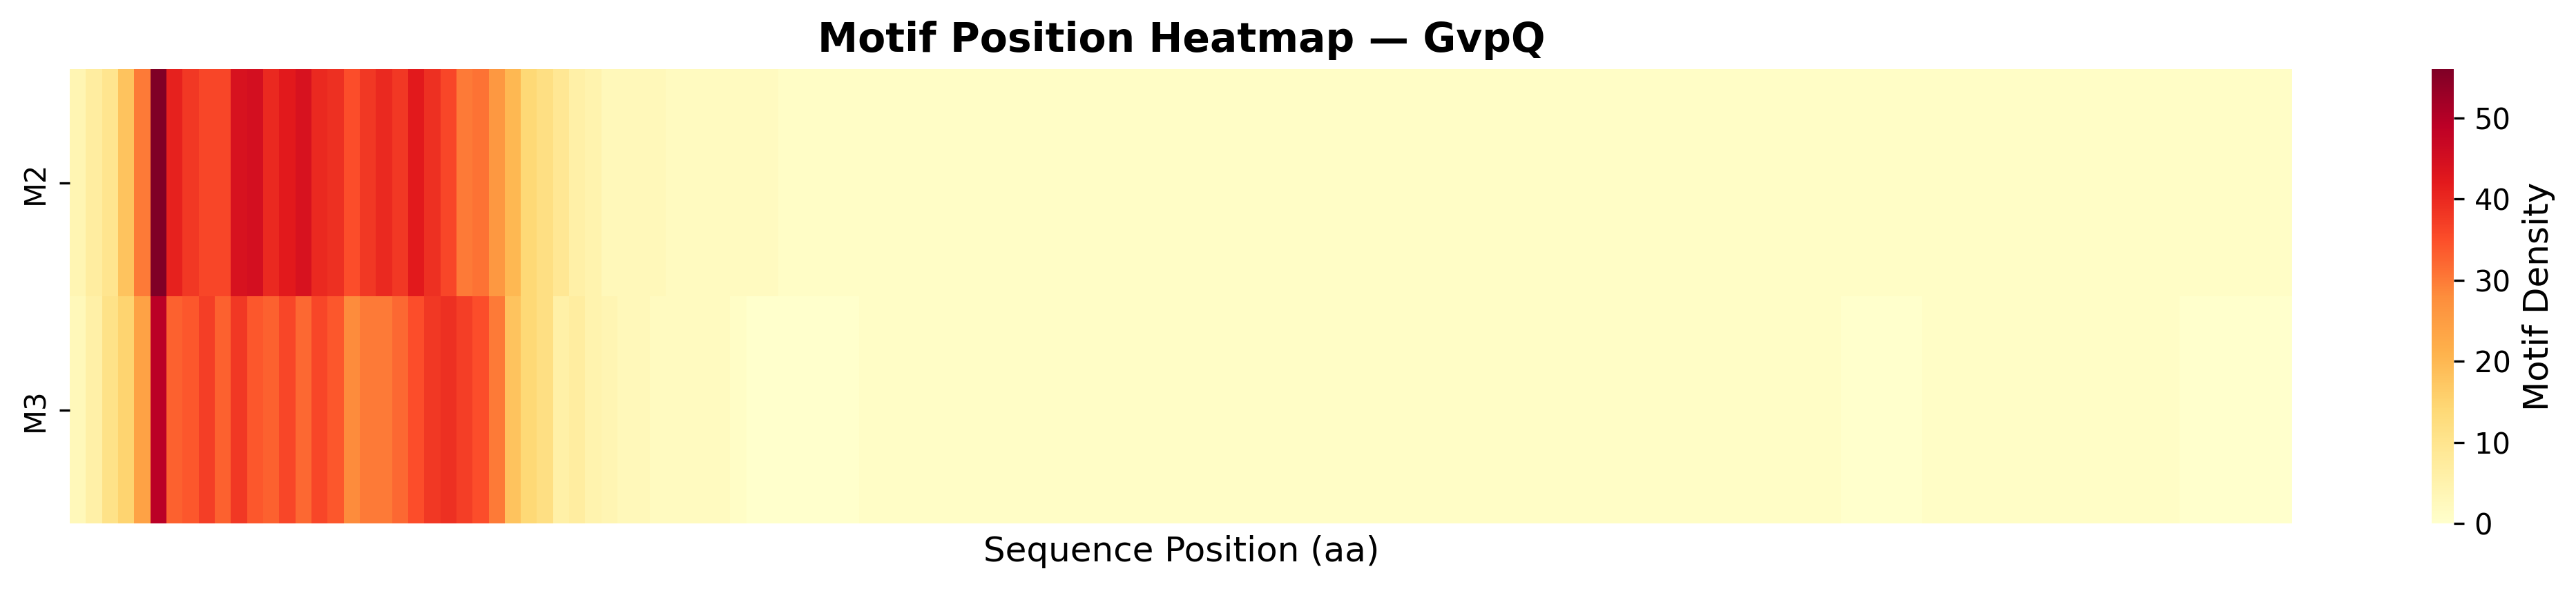 Motif Position Heatmap — GvpQ
M2
M3
Sequence Position (aa)
50
40
30
20
10
0
Motif Density